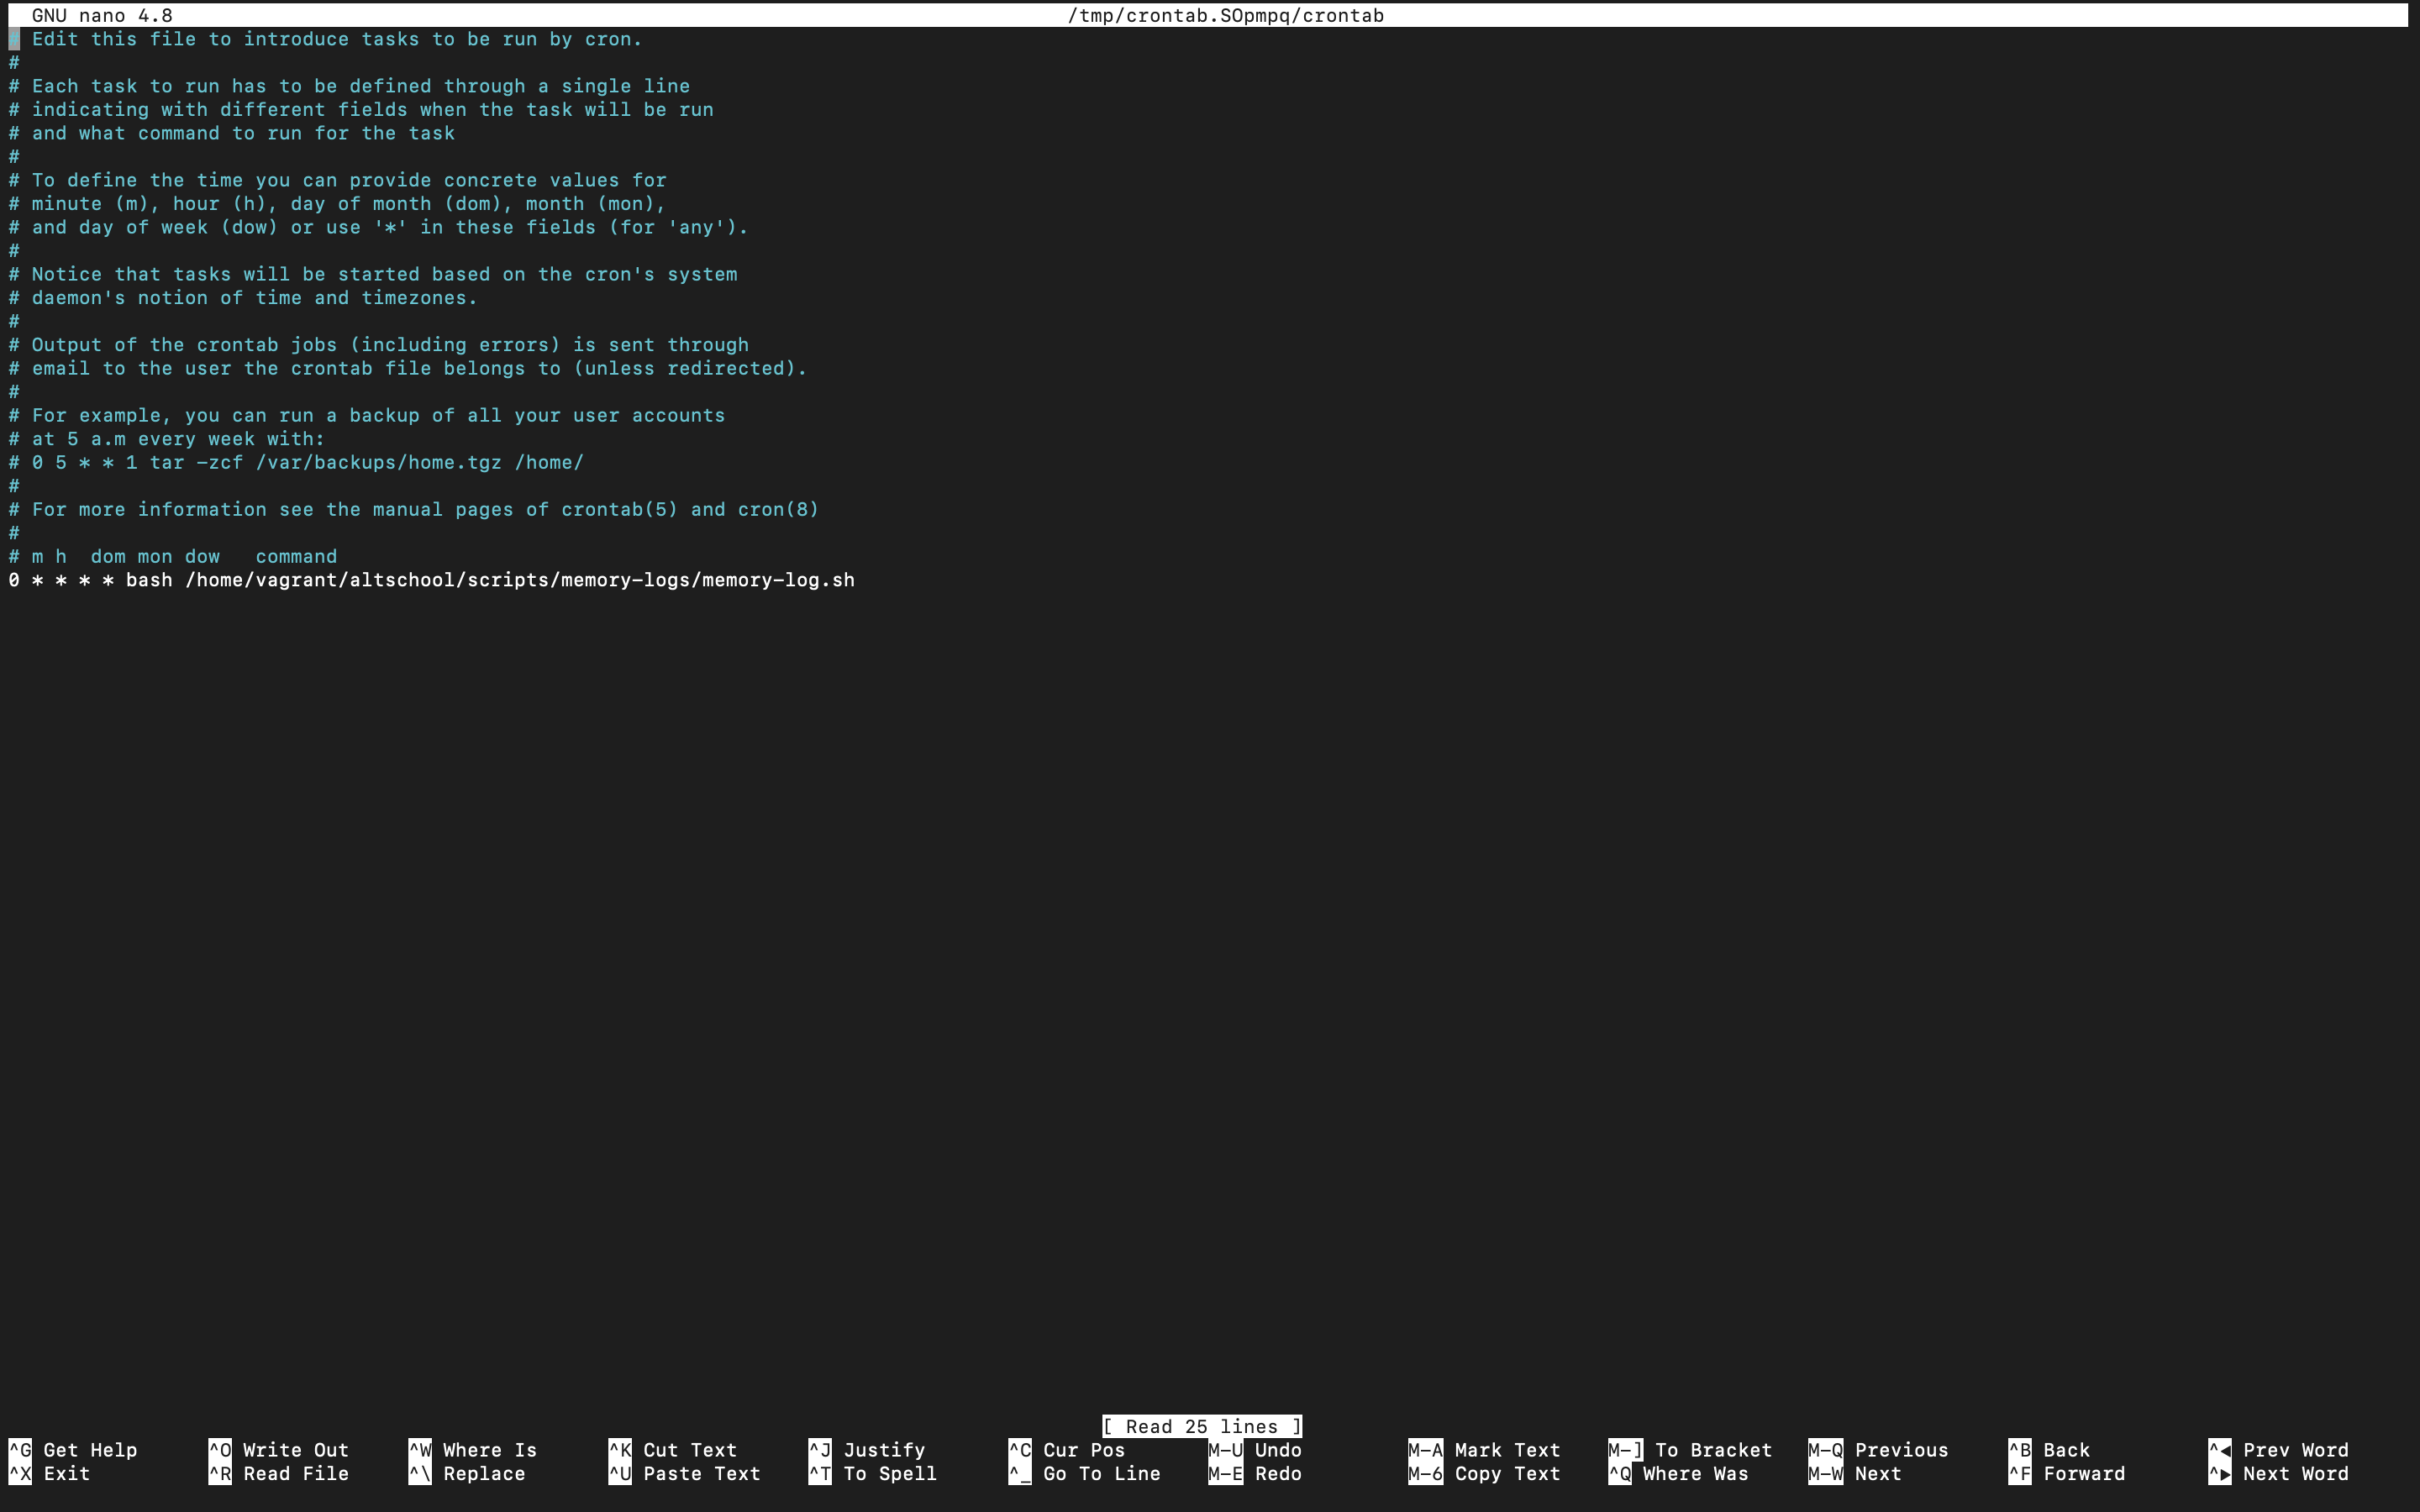 GNU nano 4.8 /tmp/crontab.SOpmpq/crontab
# Edit this file to introduce tasks to be run by cron.
#
# Each task to run has to be defined through a single line
# indicating with different fields when the task will be run
# and what command to run for the task
#
# To define the time you can provide concrete values for
# minute (m), hour (h), day of month (dom), month (mon),
# and day of week (dow) or use '*' in these fields (for 'any').
#
# Notice that tasks will be started based on the cron's system
# daemon's notion of time and timezones.
#
# Output of the crontab jobs (including errors) is sent through
# email to the user the crontab file belongs to (unless redirected).
#
# For example, you can run a backup of all your user accounts
# at 5 a.m every week with:
# 0 5 * * 1 tar -zcf /var/backups/home.tgz /home/
#
# For more information see the manual pages of crontab(5) and cron(8)
#
# m h  dom mon dow   command
0 * * * * bash /home/vagrant/altschool/scripts/memory-logs/memory-log.sh
[ Read 25 lines ]
^G Get Help ^O Write Out ^W Where Is ^K Cut Text ^J Justify ^C Cur Pos M-U Undo M-A Mark Text M-] To Bracket M-Q Previous ^B Back ^◀ Prev Word
^X Exit ^R Read File ^\ Replace ^U Paste Text ^T To Spell ^_ Go To Line M-E Redo M-6 Copy Text ^Q Where Was M-W Next ^F Forward ^▶ Next Word